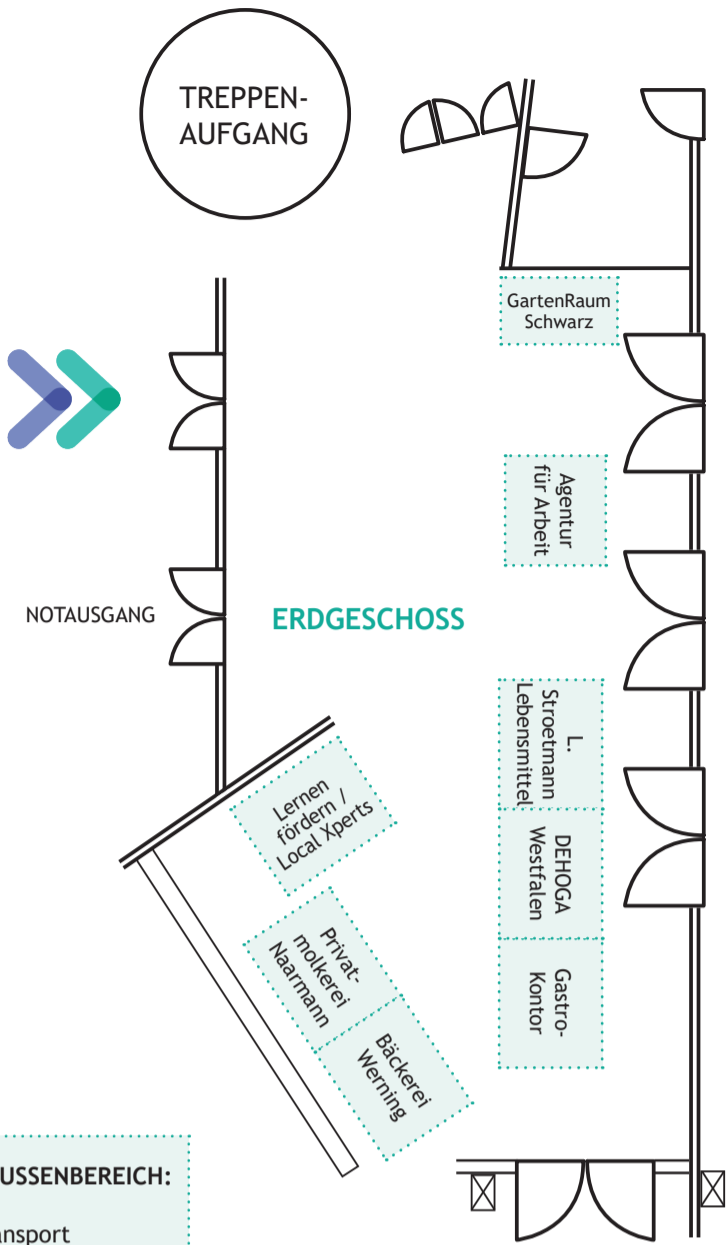 TREPPEN-
AUFGANG
GartenRaum
Schwarz
Agentur
für Arbeit
NOTAUSGANG
ERDGESCHOSS
L.
Stroetmann
Lebensmittel
Lernen
fördern /
Local Xperts
DEHOGA
Westfalen
Privat-
molkerei
Naarmann
Gastro-
Kontor
Bäckerei
Werning
USSENBEREICH:
ansport